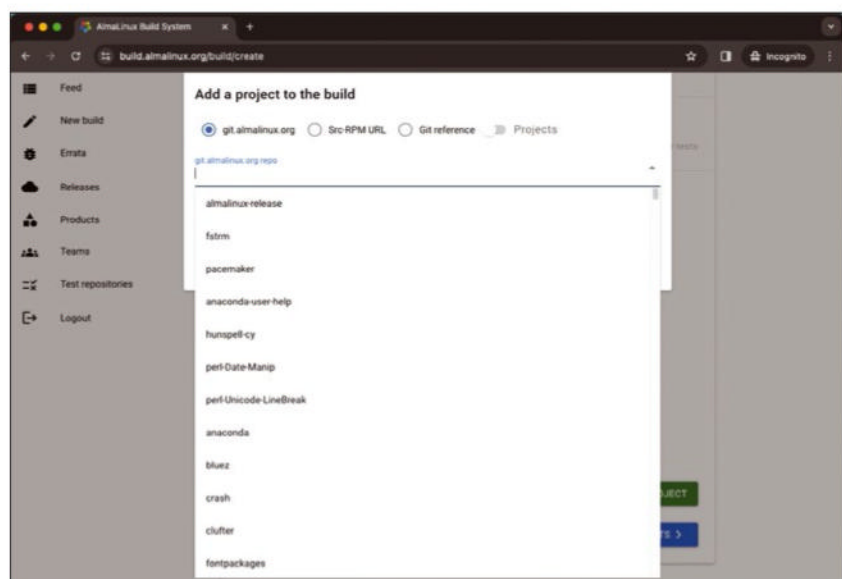 AlmaLinux Build System
build.almalinux.org/build/create
Incognito
Feed
New build
Errata
Releases
Products
Teams
Test repositories
Logout
Add a project to the build
git.almalinux.org Src-RPM URL Git reference Projects
git.almalinux.org repo
tests
almalinux-release
fstrm
pacemaker
anaconda-user-help
hunspell-cy
perl-Date-Manip
perl-Unicode-LineBreak
anaconda
bluez
crash
clufter
fontpackages
JECT
TS